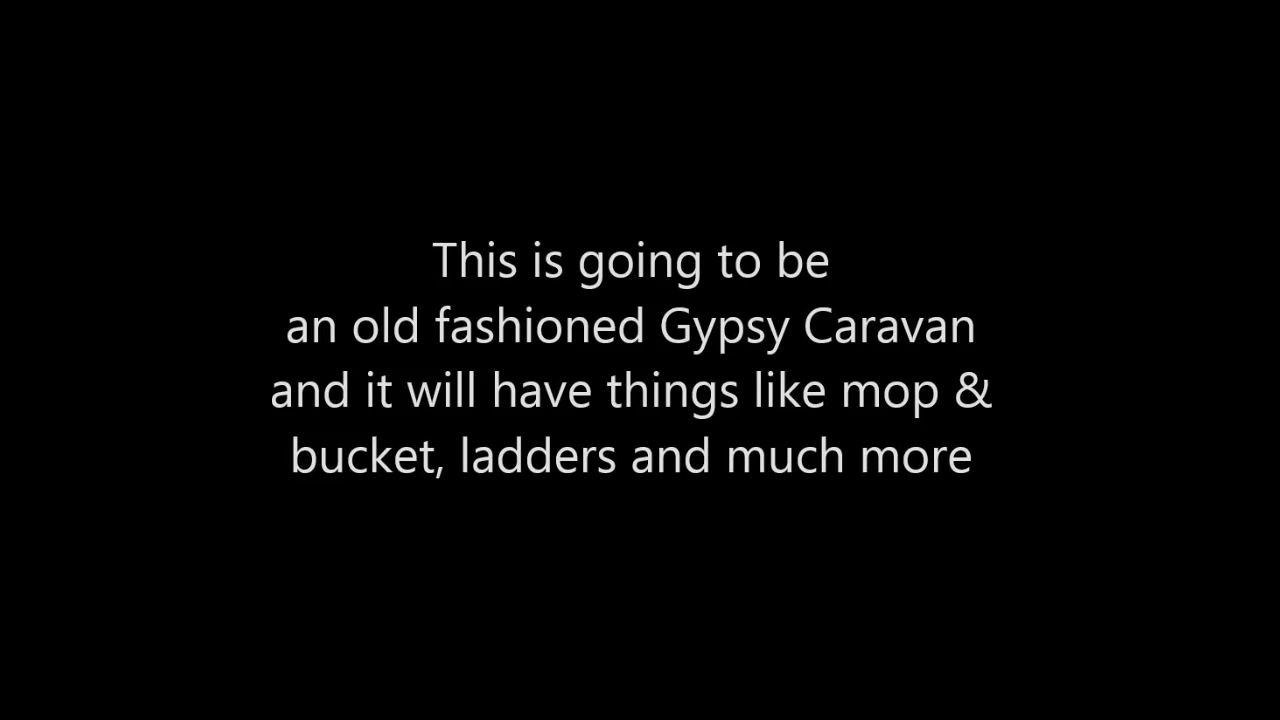 This is going to be
an old fashioned Gypsy Caravan
and it will have things like mop &
bucket, ladders and much more